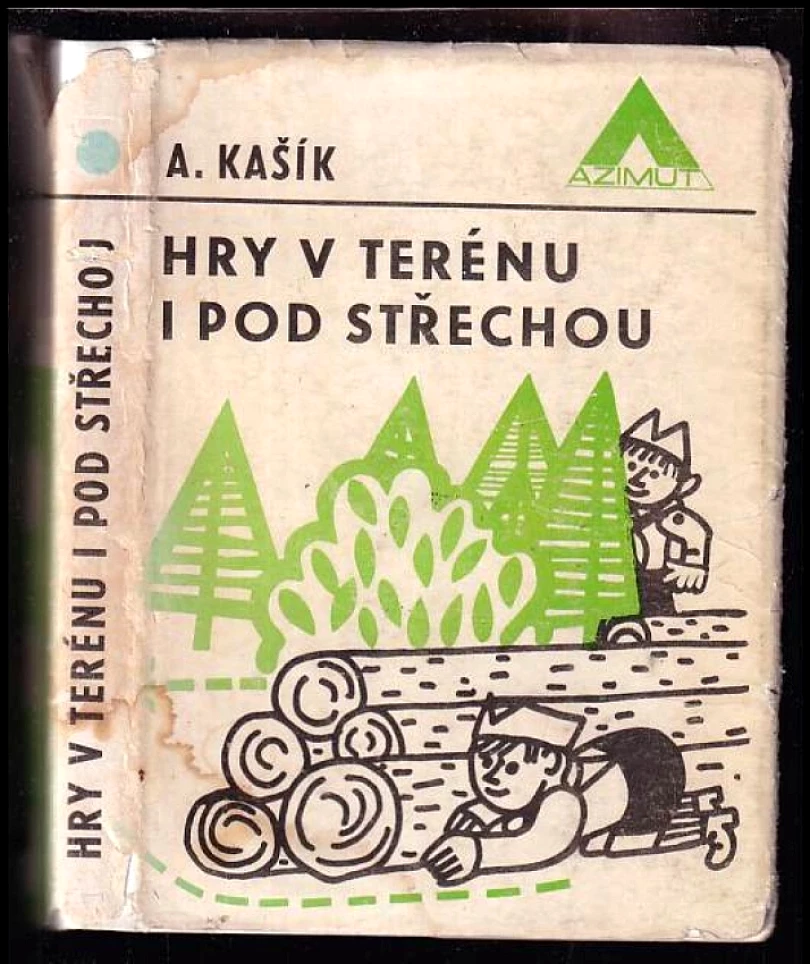 A. KAŠÍK
AZIMUT
HRY V TERÉNU
I POD STŘECHOU
HRY V TERÉNU I POD STŘECHOU